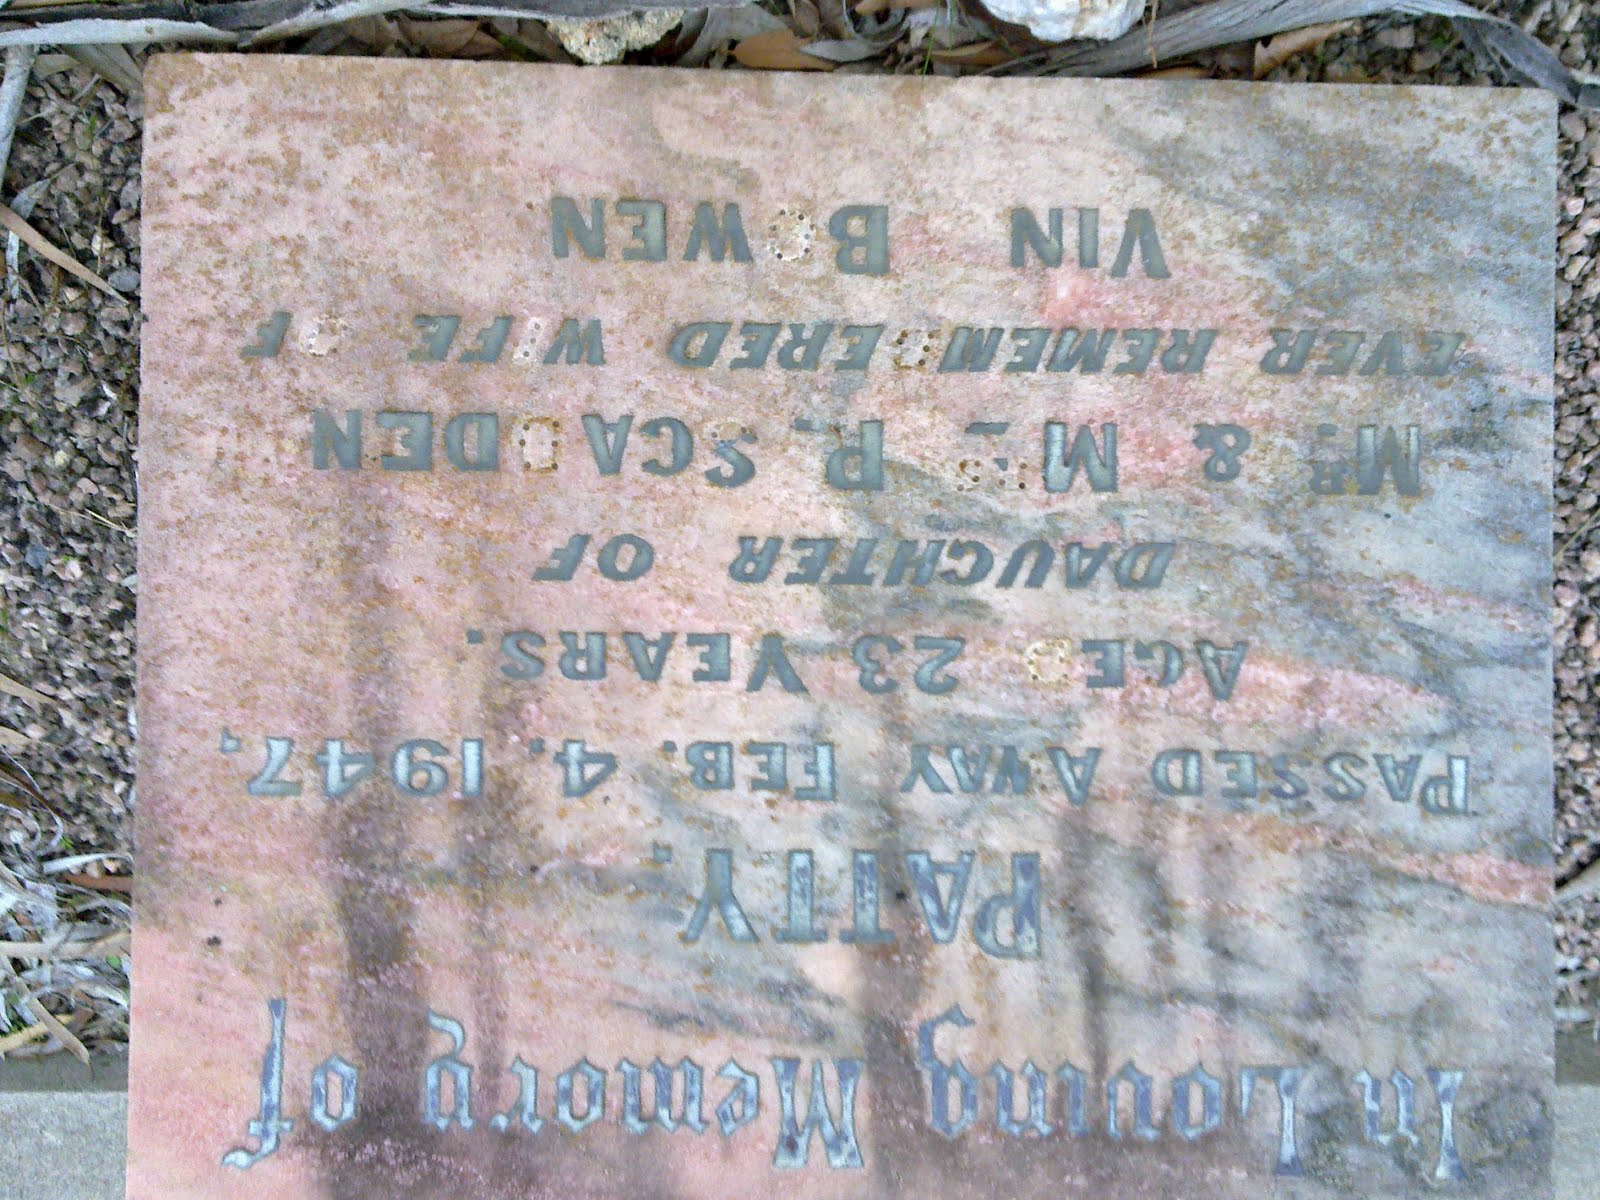 In Loving Memory of
PATTY.
PASSED AWAY FEB. 4. 1947.
AGED 23 YEARS.
DAUGHTER OF
MR. & MRS P. SCADDEN
EVER REMEMBERED WIFE OF
VIN BOWEN